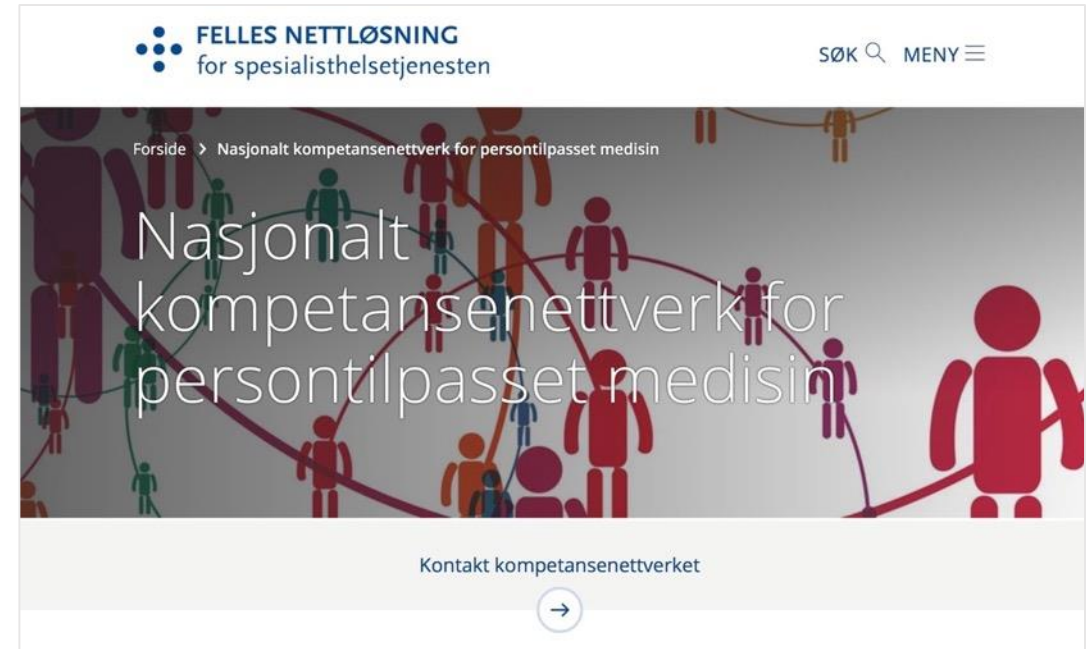 FELLES NETTLØSNING
for spesialisthelsetjenesten
SØK MENY
Forside > Nasjonalt kompetansenettverk for persontilpasset medisin
Nasjonalt
kompetansenettverk for
persontilpasset medisin
Kontakt kompetansenettverket